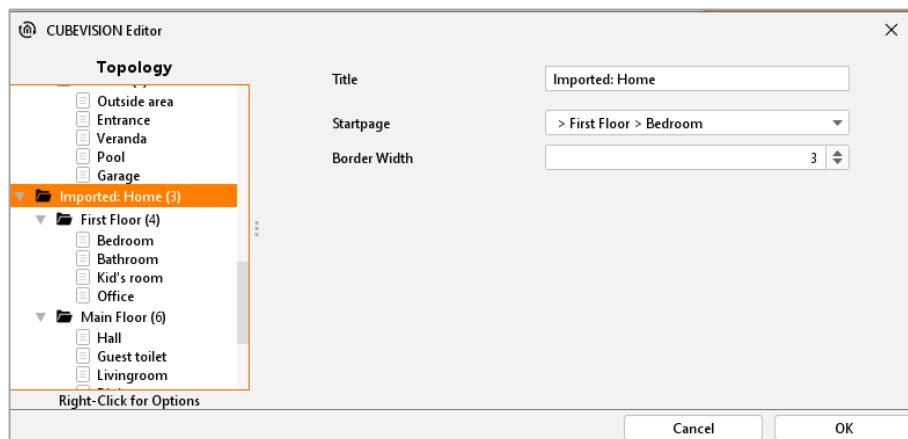 CUBEVISION Editor
Topology
Outside area
Entrance
Veranda
Pool
Garage
Imported: Home (3)
First Floor (4)
Bedroom
Bathroom
Kid's room
Office
Main Floor (6)
Hall
Guest toilet
Livingroom
Right-Click for Options
Title
Imported: Home
Startpage
> First Floor > Bedroom
Border Width
3
Cancel
OK